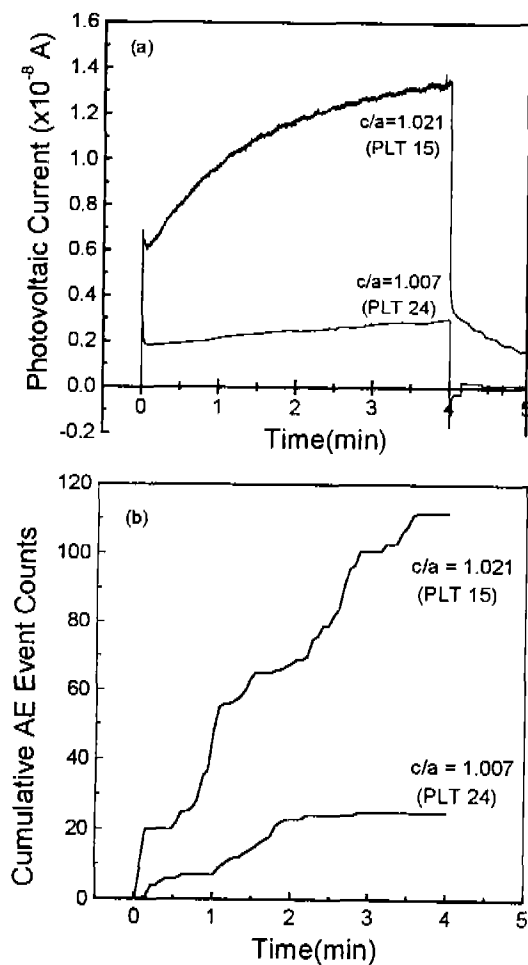 (a)
Photovoltaic Current (x10⁻⁸ A)
1.6
1.4
1.2
1.0
0.8
0.6
0.4
0.2
0.0
-0.2
c/a=1.021
(PLT 15)
c/a=1.007
(PLT 24)
0 1 2 3 4 5
Time(min)
(b)
Cumulative AE Event Counts
120
100
80
60
40
20
0
c/a = 1.021
(PLT 15)
c/a = 1.007
(PLT 24)
0 1 2 3 4 5
Time(min)